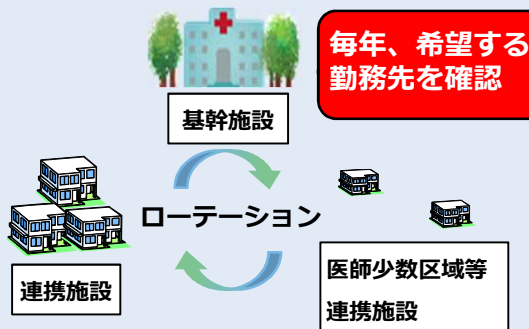 毎年、希望する
勤務先を確認
基幹施設
ローテーション
連携施設
医師少数区域等
連携施設